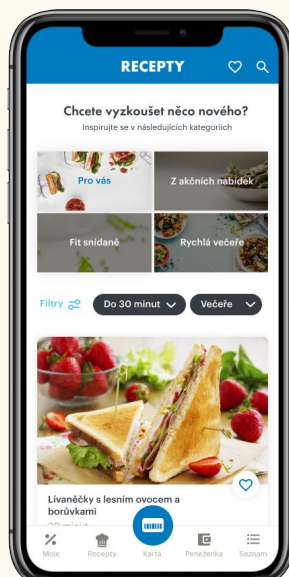 RECEPTY
Chcete vyzkoušet něco nového?
Inspirujte se v následujících kategoriích
Pro vás
Z akčních nabídek
Fit snídaně
Rychlá večeře
Filtry
Do 30 minut
Večeře
Lívaněčky s lesním ovocem a
borůvkami
Moje
Recepty
Karta
Peněženka
Seznam